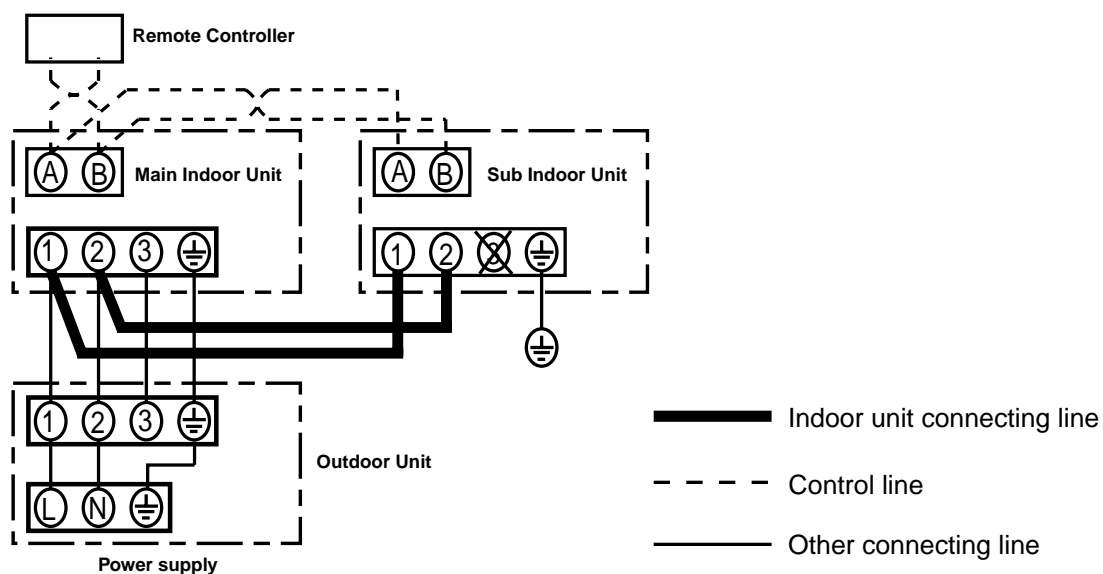 Remote Controller
A B Main Indoor Unit
A B Sub Indoor Unit
1 2 3
1 2 3
1 2 3
Outdoor Unit
L N
Power supply
Indoor unit connecting line
Control line
Other connecting line